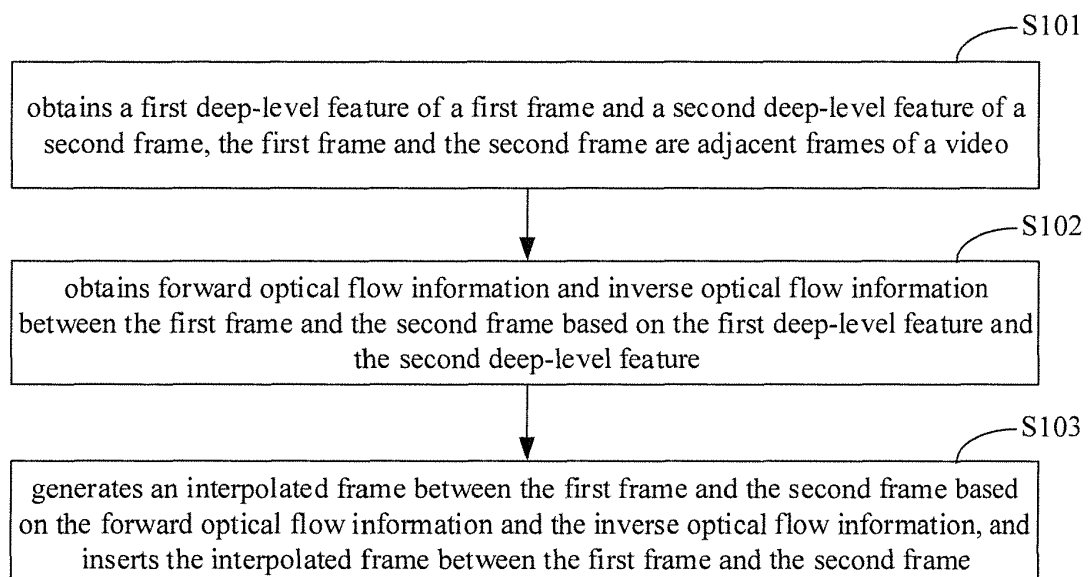 S101
obtains a first deep-level feature of a first frame and a second deep-level feature of a
second frame, the first frame and the second frame are adjacent frames of a video
S102
obtains forward optical flow information and inverse optical flow information
between the first frame and the second frame based on the first deep-level feature and
the second deep-level feature
S103
generates an interpolated frame between the first frame and the second frame based
on the forward optical flow information and the inverse optical flow information, and
inserts the interpolated frame between the first frame and the second frame